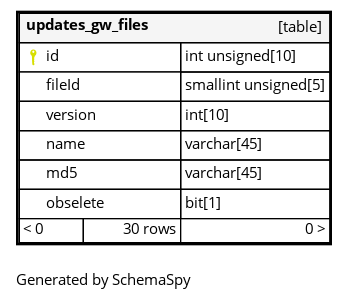 updates_gw_files [table]
id int unsigned[10]
fileId smallint unsigned[5]
version int[10]
name varchar[45]
md5 varchar[45]
obselete bit[1]
< 0 30 rows 0 >
Generated by SchemaSpy